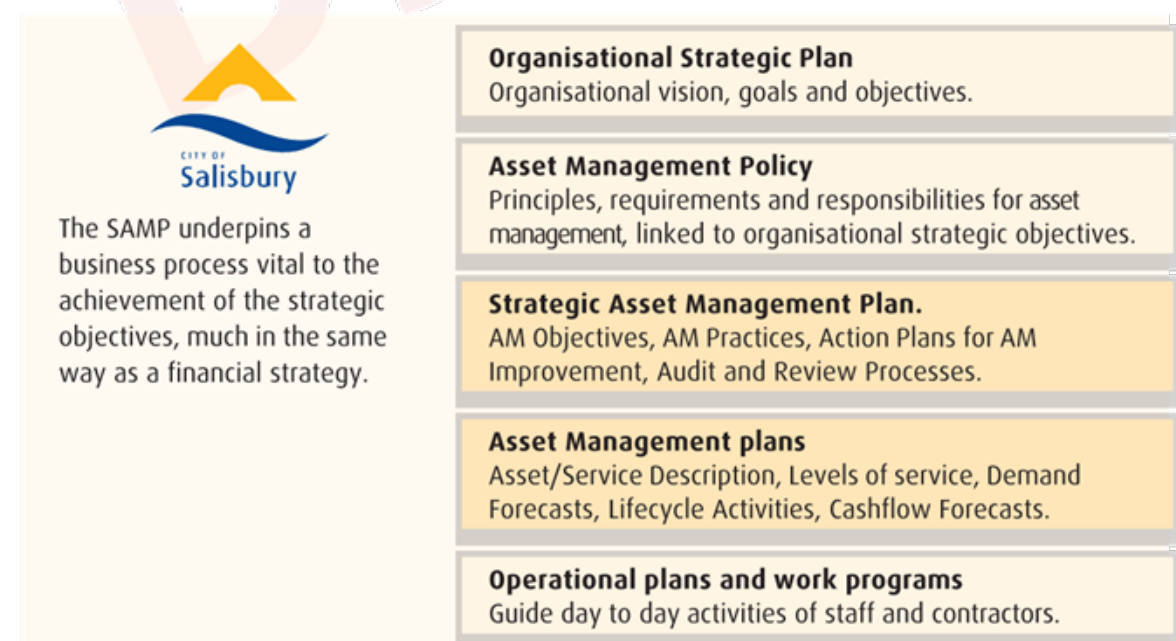 CITY OF
Salisbury
The SAMP underpins a
business process vital to the
achievement of the strategic
objectives, much in the same
way as a financial strategy.
Organisational Strategic Plan
Organisational vision, goals and objectives.
Asset Management Policy
Principles, requirements and responsibilities for asset
management, linked to organisational strategic objectives.
Strategic Asset Management Plan.
AM Objectives, AM Practices, Action Plans for AM
Improvement, Audit and Review Processes.
Asset Management plans
Asset/Service Description, Levels of service, Demand
Forecasts, Lifecycle Activities, Cashflow Forecasts.
Operational plans and work programs
Guide day to day activities of staff and contractors.